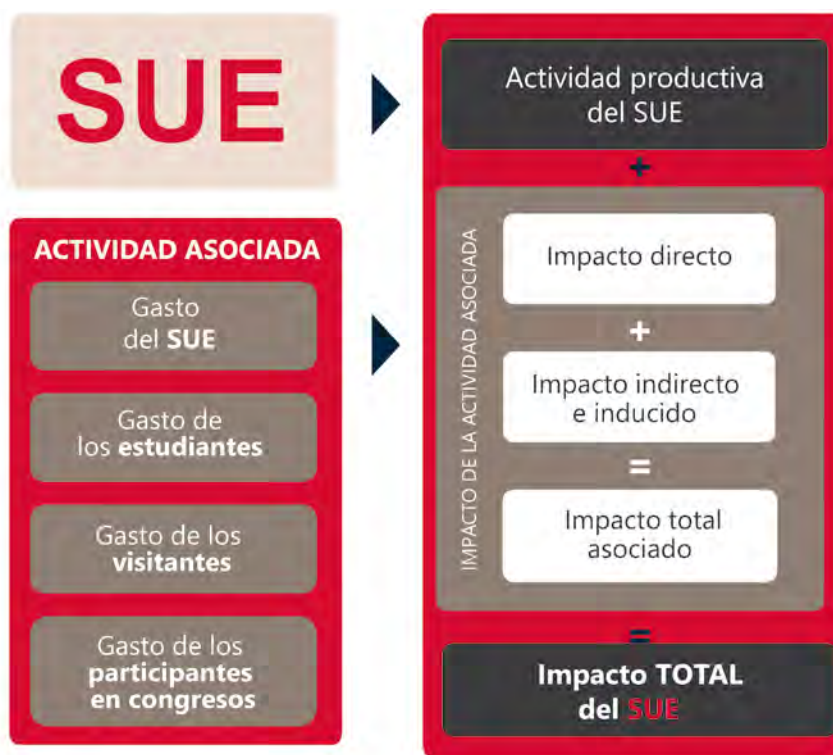 SUE
ACTIVIDAD ASOCIADA
Gasto
del SUE
Gasto de
los estudiantes
Gasto de los
visitantes
Gasto de los
participantes
en congresos
Actividad productiva
del SUE
+
IMPACTO DE LA ACTIVIDAD ASOCIADA
Impacto directo
+
Impacto indirecto
e inducido
=
Impacto total
asociado
=
Impacto TOTAL
del SUE